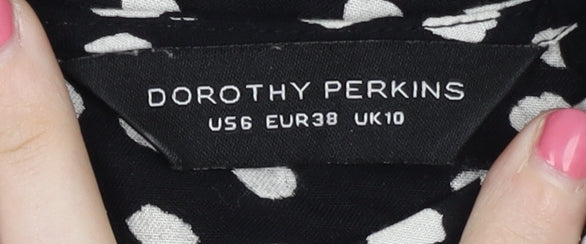 DOROTHY PERKINS
US6 EUR38 UK10